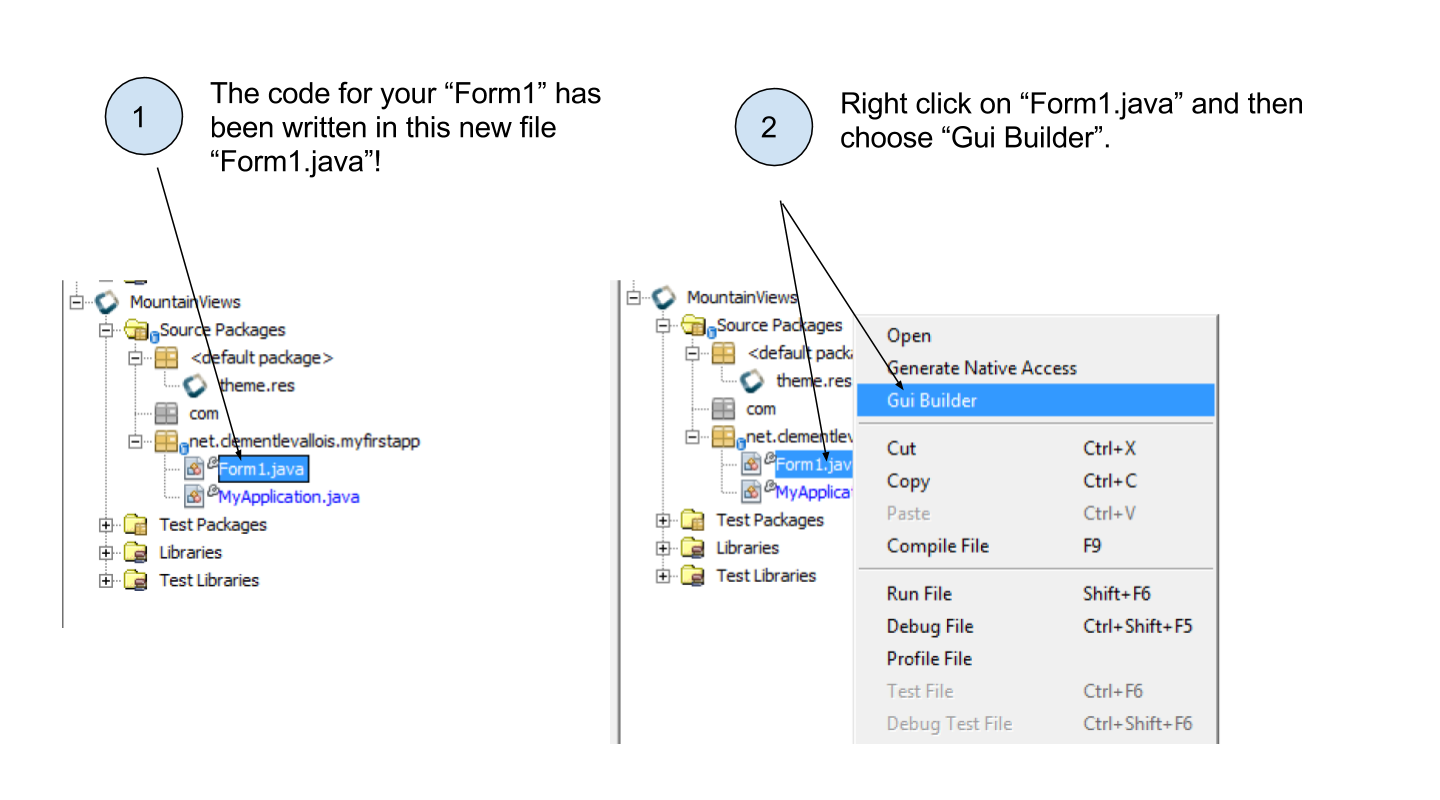 1
The code for your “Form1” has
been written in this new file
“Form1.java”!
2
Right click on “Form1.java” and then
choose “Gui Builder”.
MountainViews
Source Packages
<default package>
theme.res
com
net.clementlevallois.myfirstapp
Form1.java
MyApplication.java
Test Packages
Libraries
Test Libraries
MountainViews
Source Packages
<default packa
theme.res
com
net.clementlev
Form1.jav
MyApplica
Test Packages
Libraries
Test Libraries
Open
Generate Native Access
Gui Builder
Cut Ctrl+X
Copy Ctrl+C
Paste Ctrl+V
Compile File F9
Run File Shift+F6
Debug File Ctrl+Shift+F5
Profile File
Test File Ctrl+F6
Debug Test File Ctrl+Shift+F6